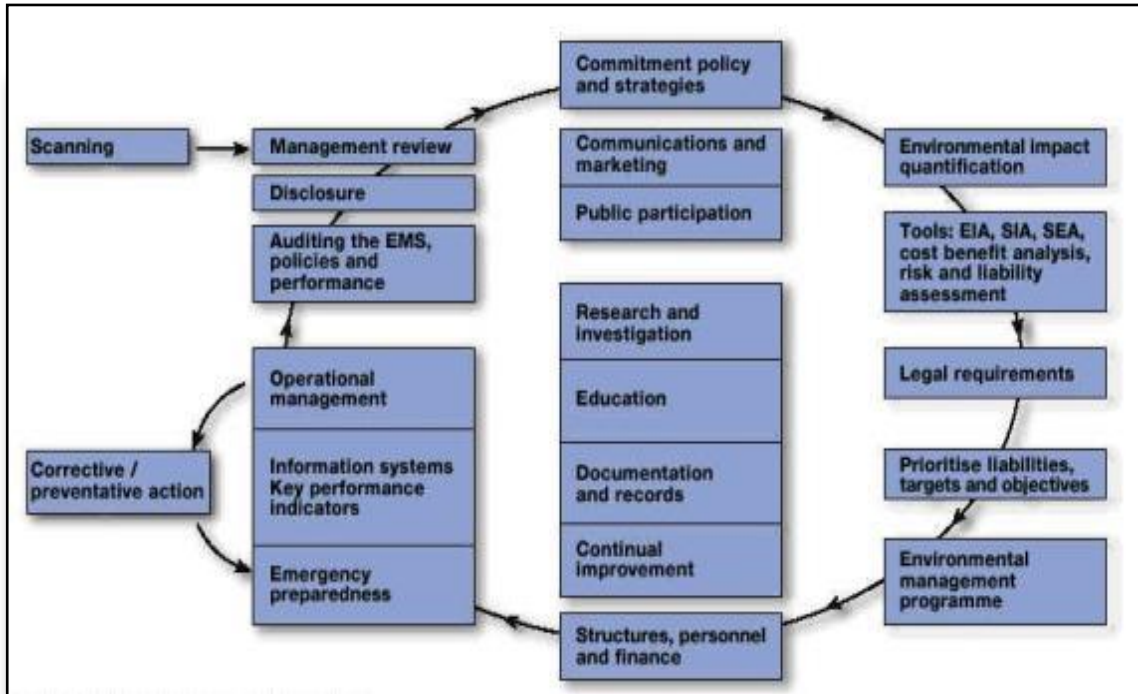 Commitment policy
and strategies
Scanning
Management review
Disclosure
Auditing the EMS,
policies and
performance
Communications and
marketing
Public participation
Environmental impact
quantification
Tools: EIA, SIA, SEA,
cost benefit analysis,
risk and liability
assessment
Legal requirements
Prioritise liabilities,
targets and objectives
Environmental
management
programme
Research and
investigation
Education
Documentation
and records
Continual
improvement
Structures, personnel
and finance
Operational
management
Information systems
Key performance
indicators
Emergency
preparedness
Corrective /
preventative action